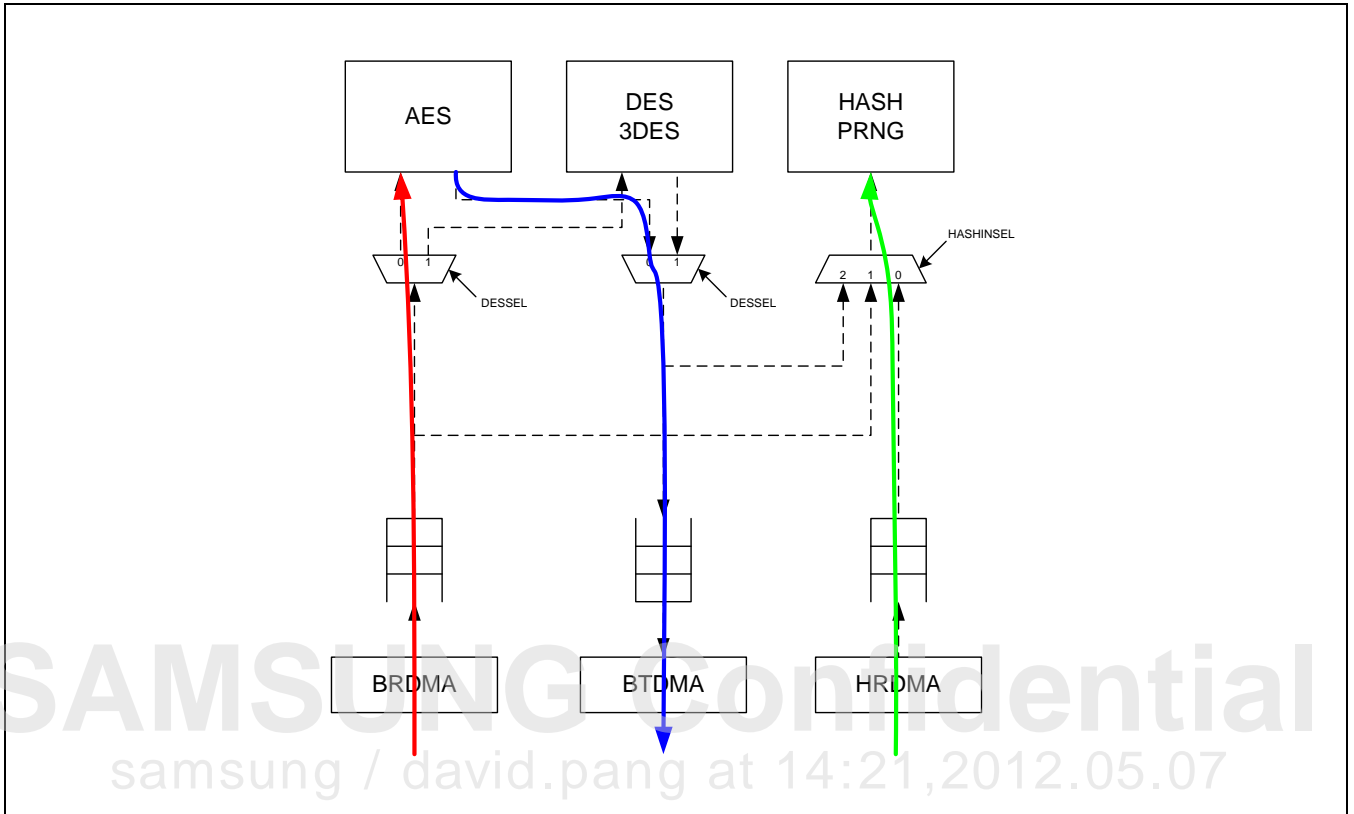 AES
DES
3DES
HASH
PRNG
HASHINSEL
0 1
0 1
2 1 0
DESSEL
DESSEL
BRDMA
BTDMA
HRDMA
SAMSUNG Confidential
samsung / david.pang at 14:21,2012.05.07